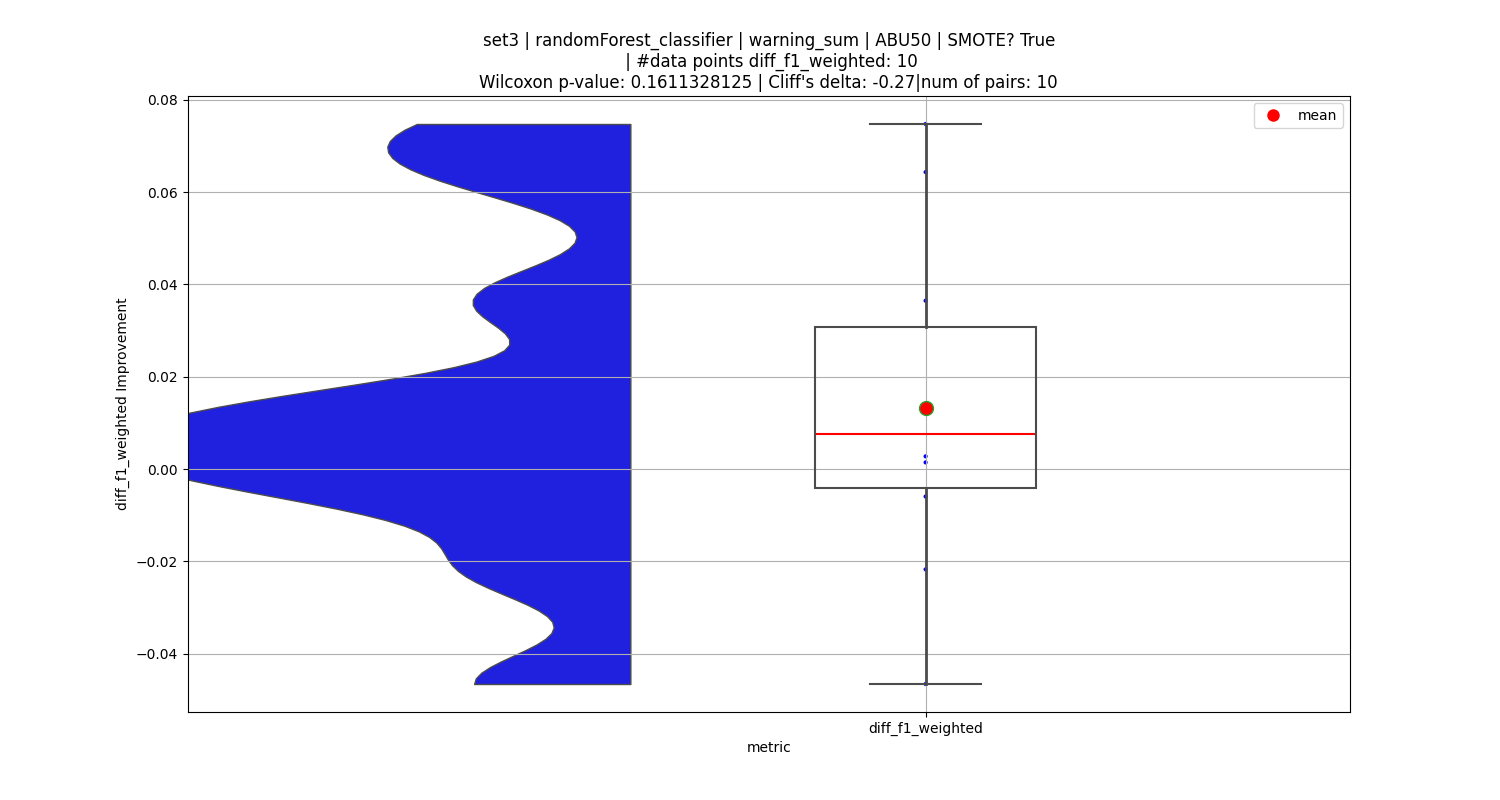 set3 | randomForest_classifier | warning_sum | ABU50 | SMOTE? True
| #data points diff_f1_weighted: 10
Wilcoxon p-value: 0.1611328125 | Cliff's delta: -0.27|num of pairs: 10
mean
0.08
0.06
0.04
0.02
0.00
−0.02
−0.04
diff_f1_weighted Improvement
diff_f1_weighted
metric